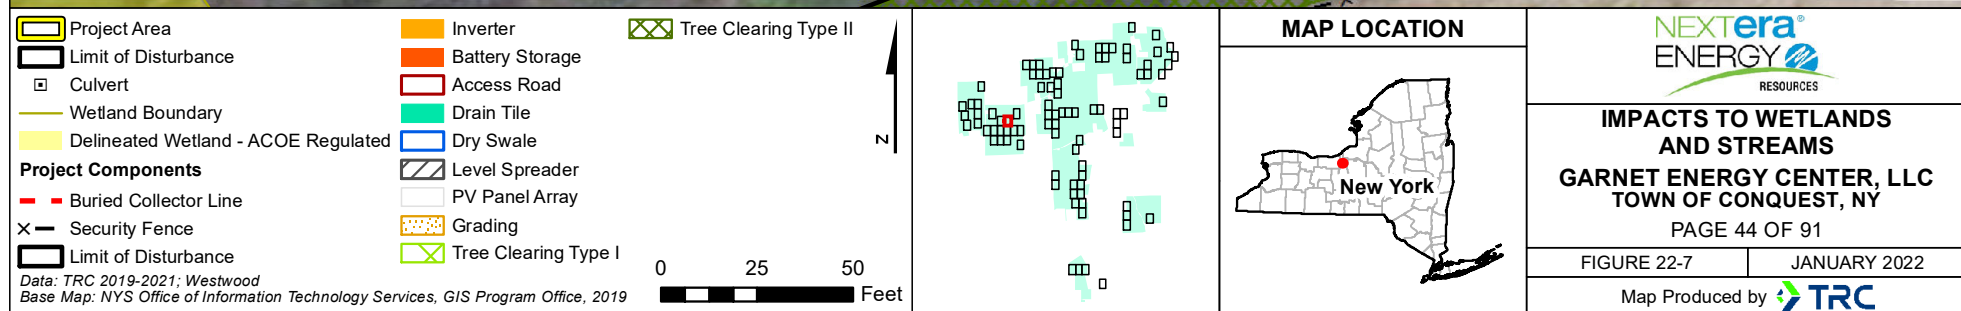 Project Area
Limit of Disturbance
Culvert
Wetland Boundary
Delineated Wetland - ACOE Regulated
Project Components
Buried Collector Line
Security Fence
Limit of Disturbance
Data: TRC 2019-2021; Westwood
Base Map: NYS Office of Information Technology Services, GIS Program Office, 2019
Inverter
Battery Storage
Access Road
Drain Tile
Dry Swale
Level Spreader
PV Panel Array
Grading
Tree Clearing Type I
Tree Clearing Type II
N
0 25 50
Feet
MAP LOCATION
New York
NEXTera®
ENERGY
RESOURCES
IMPACTS TO WETLANDS
AND STREAMS
GARNET ENERGY CENTER, LLC
TOWN OF CONQUEST, NY
PAGE 44 OF 91
FIGURE 22-7
JANUARY 2022
Map Produced by TRC